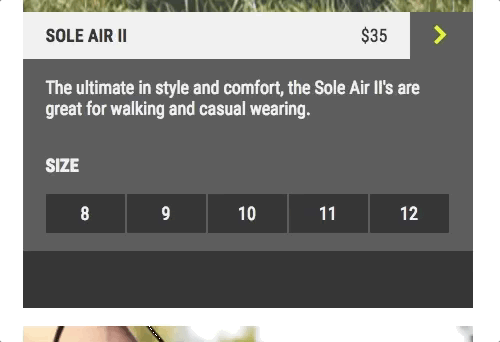 SOLE AIR II $35
The ultimate in style and comfort, the Sole Air II's are
great for walking and casual wearing.
SIZE
8 9 10 11 12